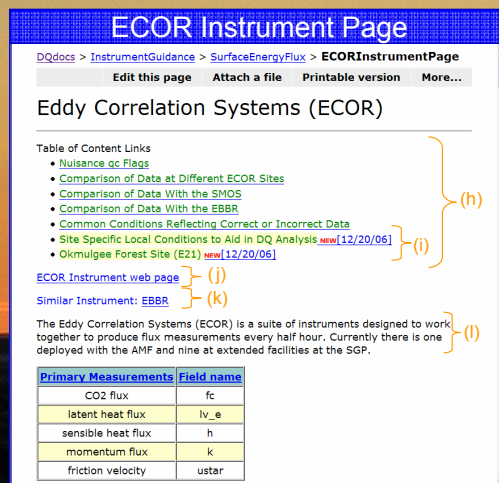 ECOR Instrument Page
DQdocs > InstrumentGuidance > SurfaceEnergyFlux > ECORInstrumentPage
Edit this page Attach a file Printable version More...
Eddy Correlation Systems (ECOR)
Table of Content Links
• Nuisance qc Flags
• Comparison of Data at Different ECOR Sites
• Comparison of Data With the SMOS
• Comparison of Data With the EBBR
• Common Conditions Reflecting Correct or Incorrect Data
(h)
• Site Specific Local Conditions to Aid in DQ Analysis NEW[12/20/06]
(i)
• Okmulgee Forest Site (E21) NEW[12/20/06]
ECOR Instrument web page (j)
Similar Instrument: EBBR (k)
The Eddy Correlation Systems (ECOR) is a suite of instruments designed to work
together to produce flux measurements every half hour. Currently there is one (l)
deployed with the AMF and nine at extended facilities at the SGP.
Primary Measurements Field name
CO2 flux fc
latent heat flux lv_e
sensible heat flux h
momentum flux k
friction velocity ustar